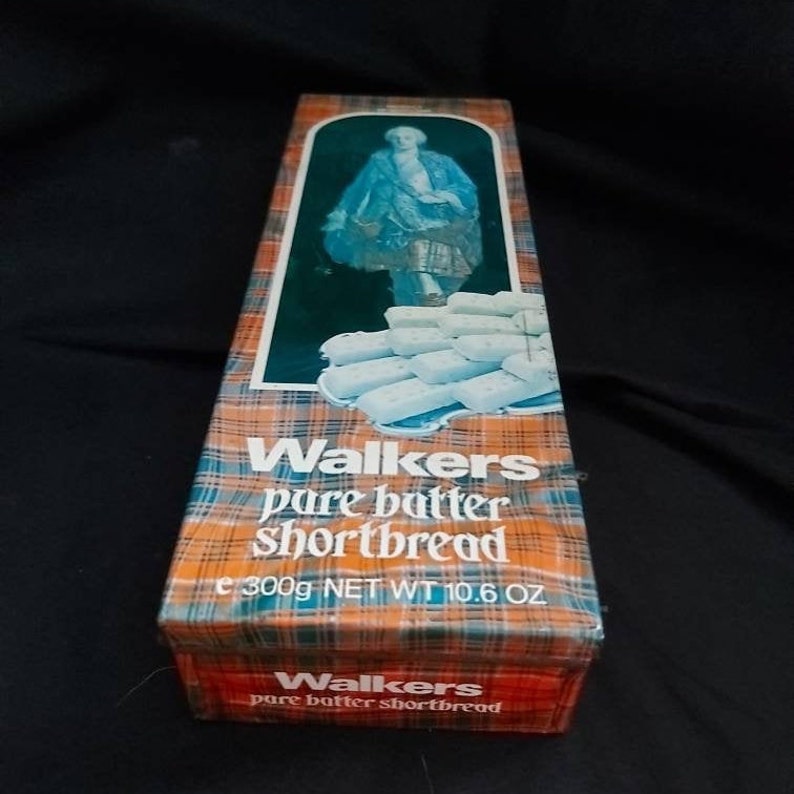 Walkers
pure butter
shortbread
e 300g NET WT 10.6 OZ
Walkers
pure butter shortbread